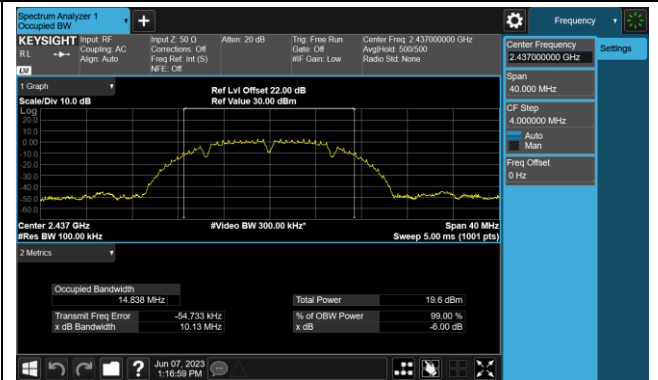 Spectrum Analyzer 1
Occupied BW
Frequency
KEYSIGHT
R L
LXI
Input: RF
Coupling: AC
Align: Auto
Input Z: 50 Ω
Corrections: Off
Freq Ref: Int (S)
NFE: Off
Atten: 20 dB
Trig: Free Run
Gate: Off
#IF Gain: Low
Center Freq: 2.437000000 GHz
Avg|Hold: 500/500
Radio Std: None
Center Frequency
2.437000000 GHz
Settings
Span
40.000 MHz
CF Step
4.000000 MHz
Auto
Man
Freq Offset
0 Hz
1 Graph
Scale/Div 10.0 dB
Ref Lvl Offset 22.00 dB
Ref Value 30.00 dBm
Log
20.0
10.0
0.00
-10.0
-20.0
-30.0
-40.0
-50.0
-60.0
Center 2.437 GHz
#Res BW 100.00 kHz
#Video BW 300.00 kHz*
Span 40 MHz
Sweep 5.00 ms (1001 pts)
2 Metrics
Occupied Bandwidth
14.838 MHz
Total Power 19.6 dBm
Transmit Freq Error -54.733 kHz
% of OBW Power 99.00 %
x dB Bandwidth 10.13 MHz
x dB -6.00 dB
?
Jun 07, 2023
1:16:59 PM